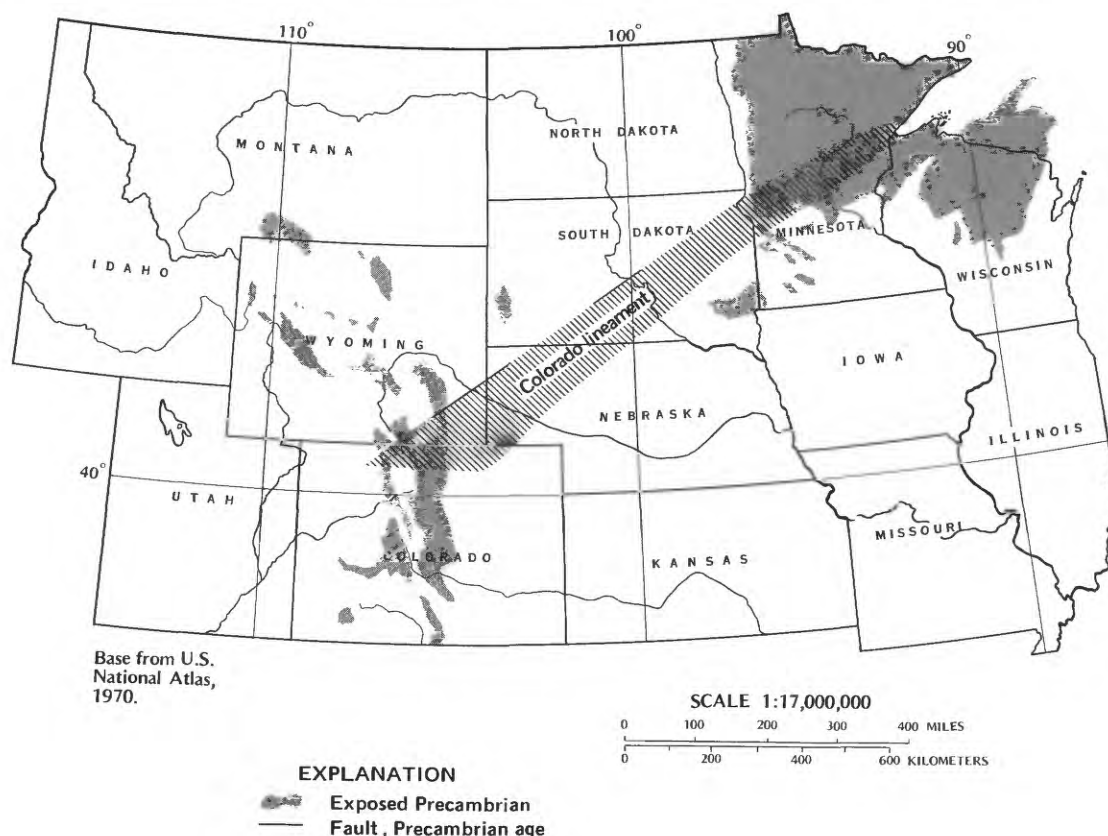 110°
100°
90°
NORTH DAKOTA
MONTANA
SOUTH DAKOTA
MINNESOTA
IDAHO
WISCONSIN
WYOMING
Colorado lineament
IOWA
NEBRASKA
ILLINOIS
40°
UTAH
MISSOURI
COLORADO
KANSAS
Base from U.S.
National Atlas,
1970.
SCALE 1:17,000,000
0 100 200 300 400 MILES
0 200 400 600 KILOMETERS
EXPLANATION
Exposed Precambrian
Fault, Precambrian age